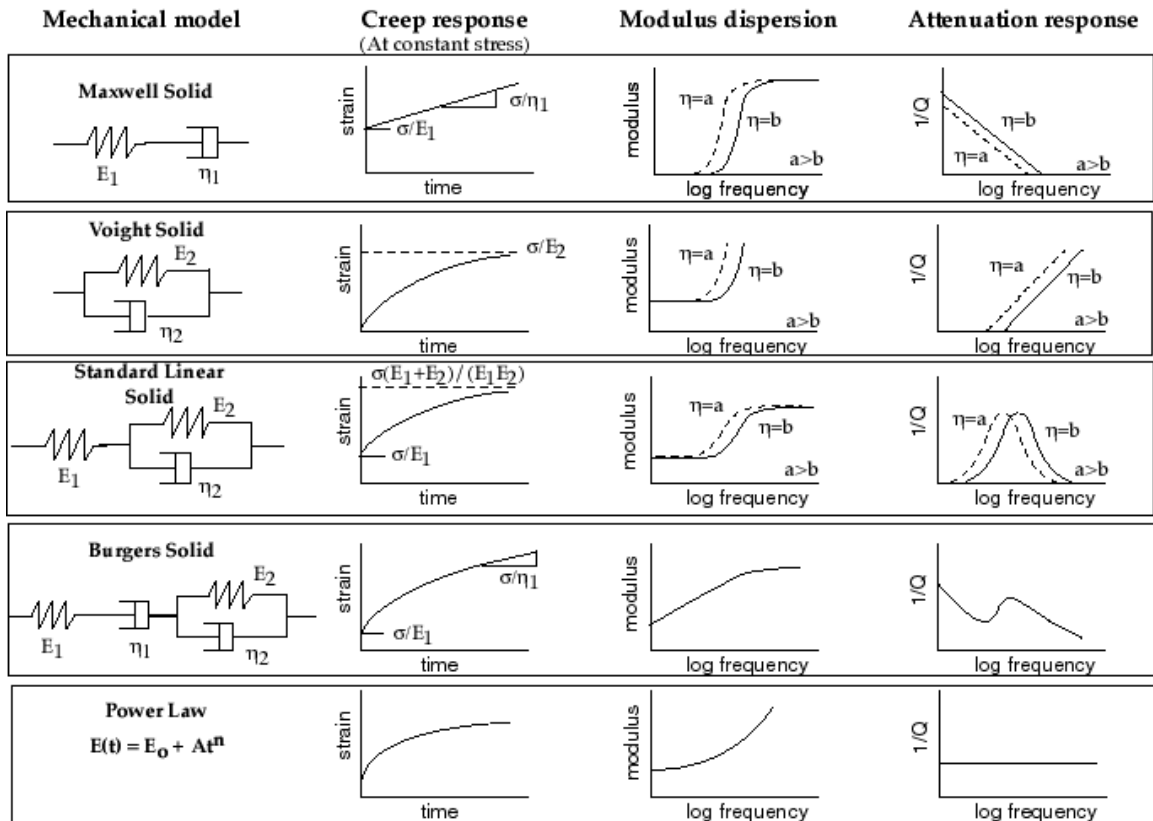 Mechanical model
Creep response
(At constant stress)
Modulus dispersion
Attenuation response
Maxwell Solid
E1
η1
strain
σ/E1
σ/η1
time
modulus
η=a
η=b
a>b
log frequency
1/Q
η=b
η=a
a>b
log frequency
Voight Solid
E2
η2
strain
σ/E2
time
modulus
η=a
η=b
a>b
log frequency
1/Q
η=a
η=b
a>b
log frequency
Standard Linear
Solid
E2
E1
η2
σ(E1+E2)/(E1E2)
strain
σ/E1
time
modulus
η=a
η=b
a>b
log frequency
1/Q
η=a
η=b
a>b
log frequency
Burgers Solid
E2
E1
η1
η2
strain
σ/η1
σ/E1
time
modulus
log frequency
1/Q
log frequency
Power Law
E(t) = Eo + Atⁿ
strain
time
modulus
log frequency
1/Q
log frequency